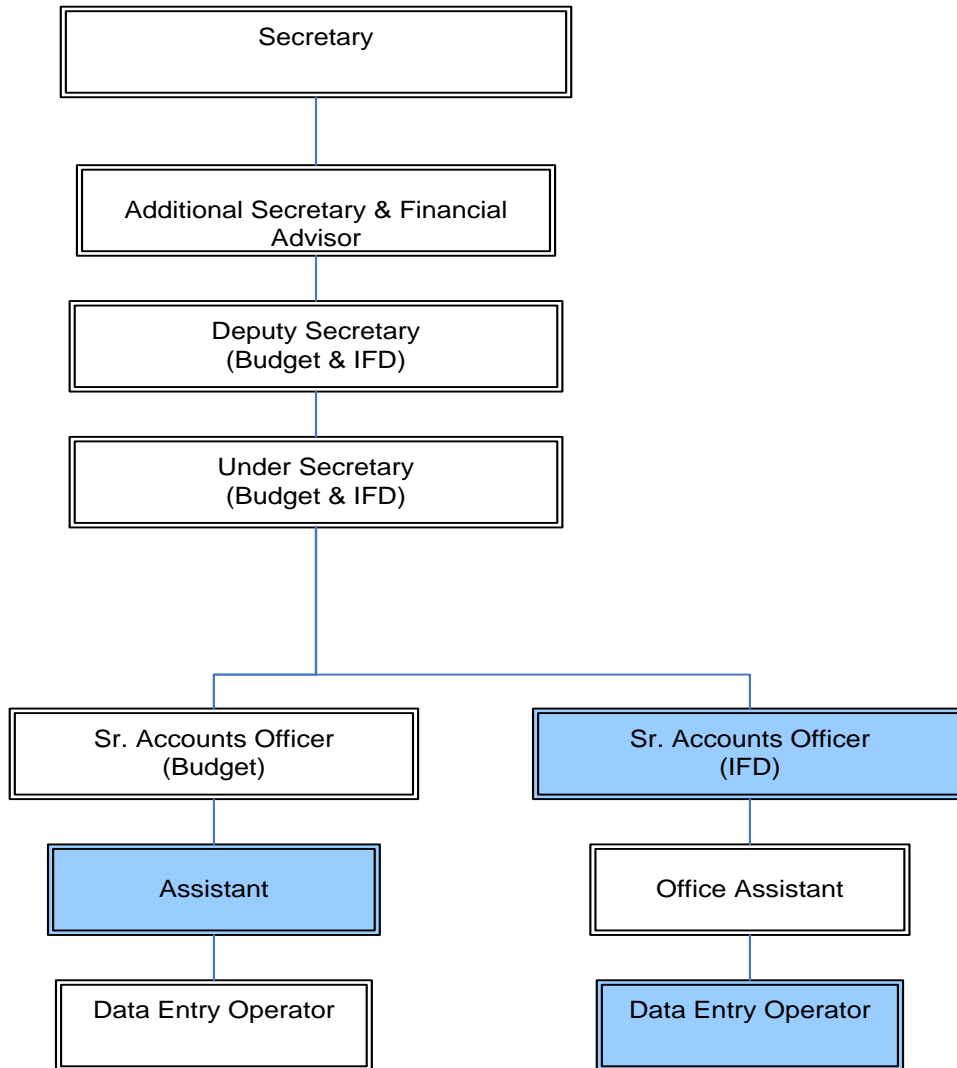 Secretary
Additional Secretary & Financial
Advisor
Deputy Secretary
(Budget & IFD)
Under Secretary
(Budget & IFD)
Sr. Accounts Officer
(Budget)
Sr. Accounts Officer
(IFD)
Assistant
Office Assistant
Data Entry Operator
Data Entry Operator